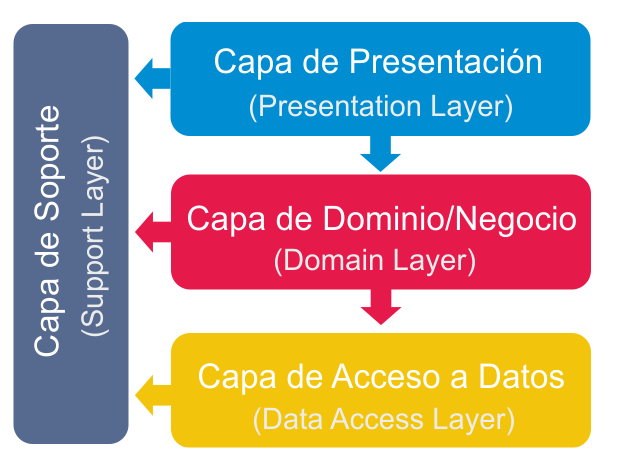 Capa de Soporte
(Support Layer)
Capa de Presentación
(Presentation Layer)
Capa de Dominio/Negocio
(Domain Layer)
Capa de Acceso a Datos
(Data Access Layer)